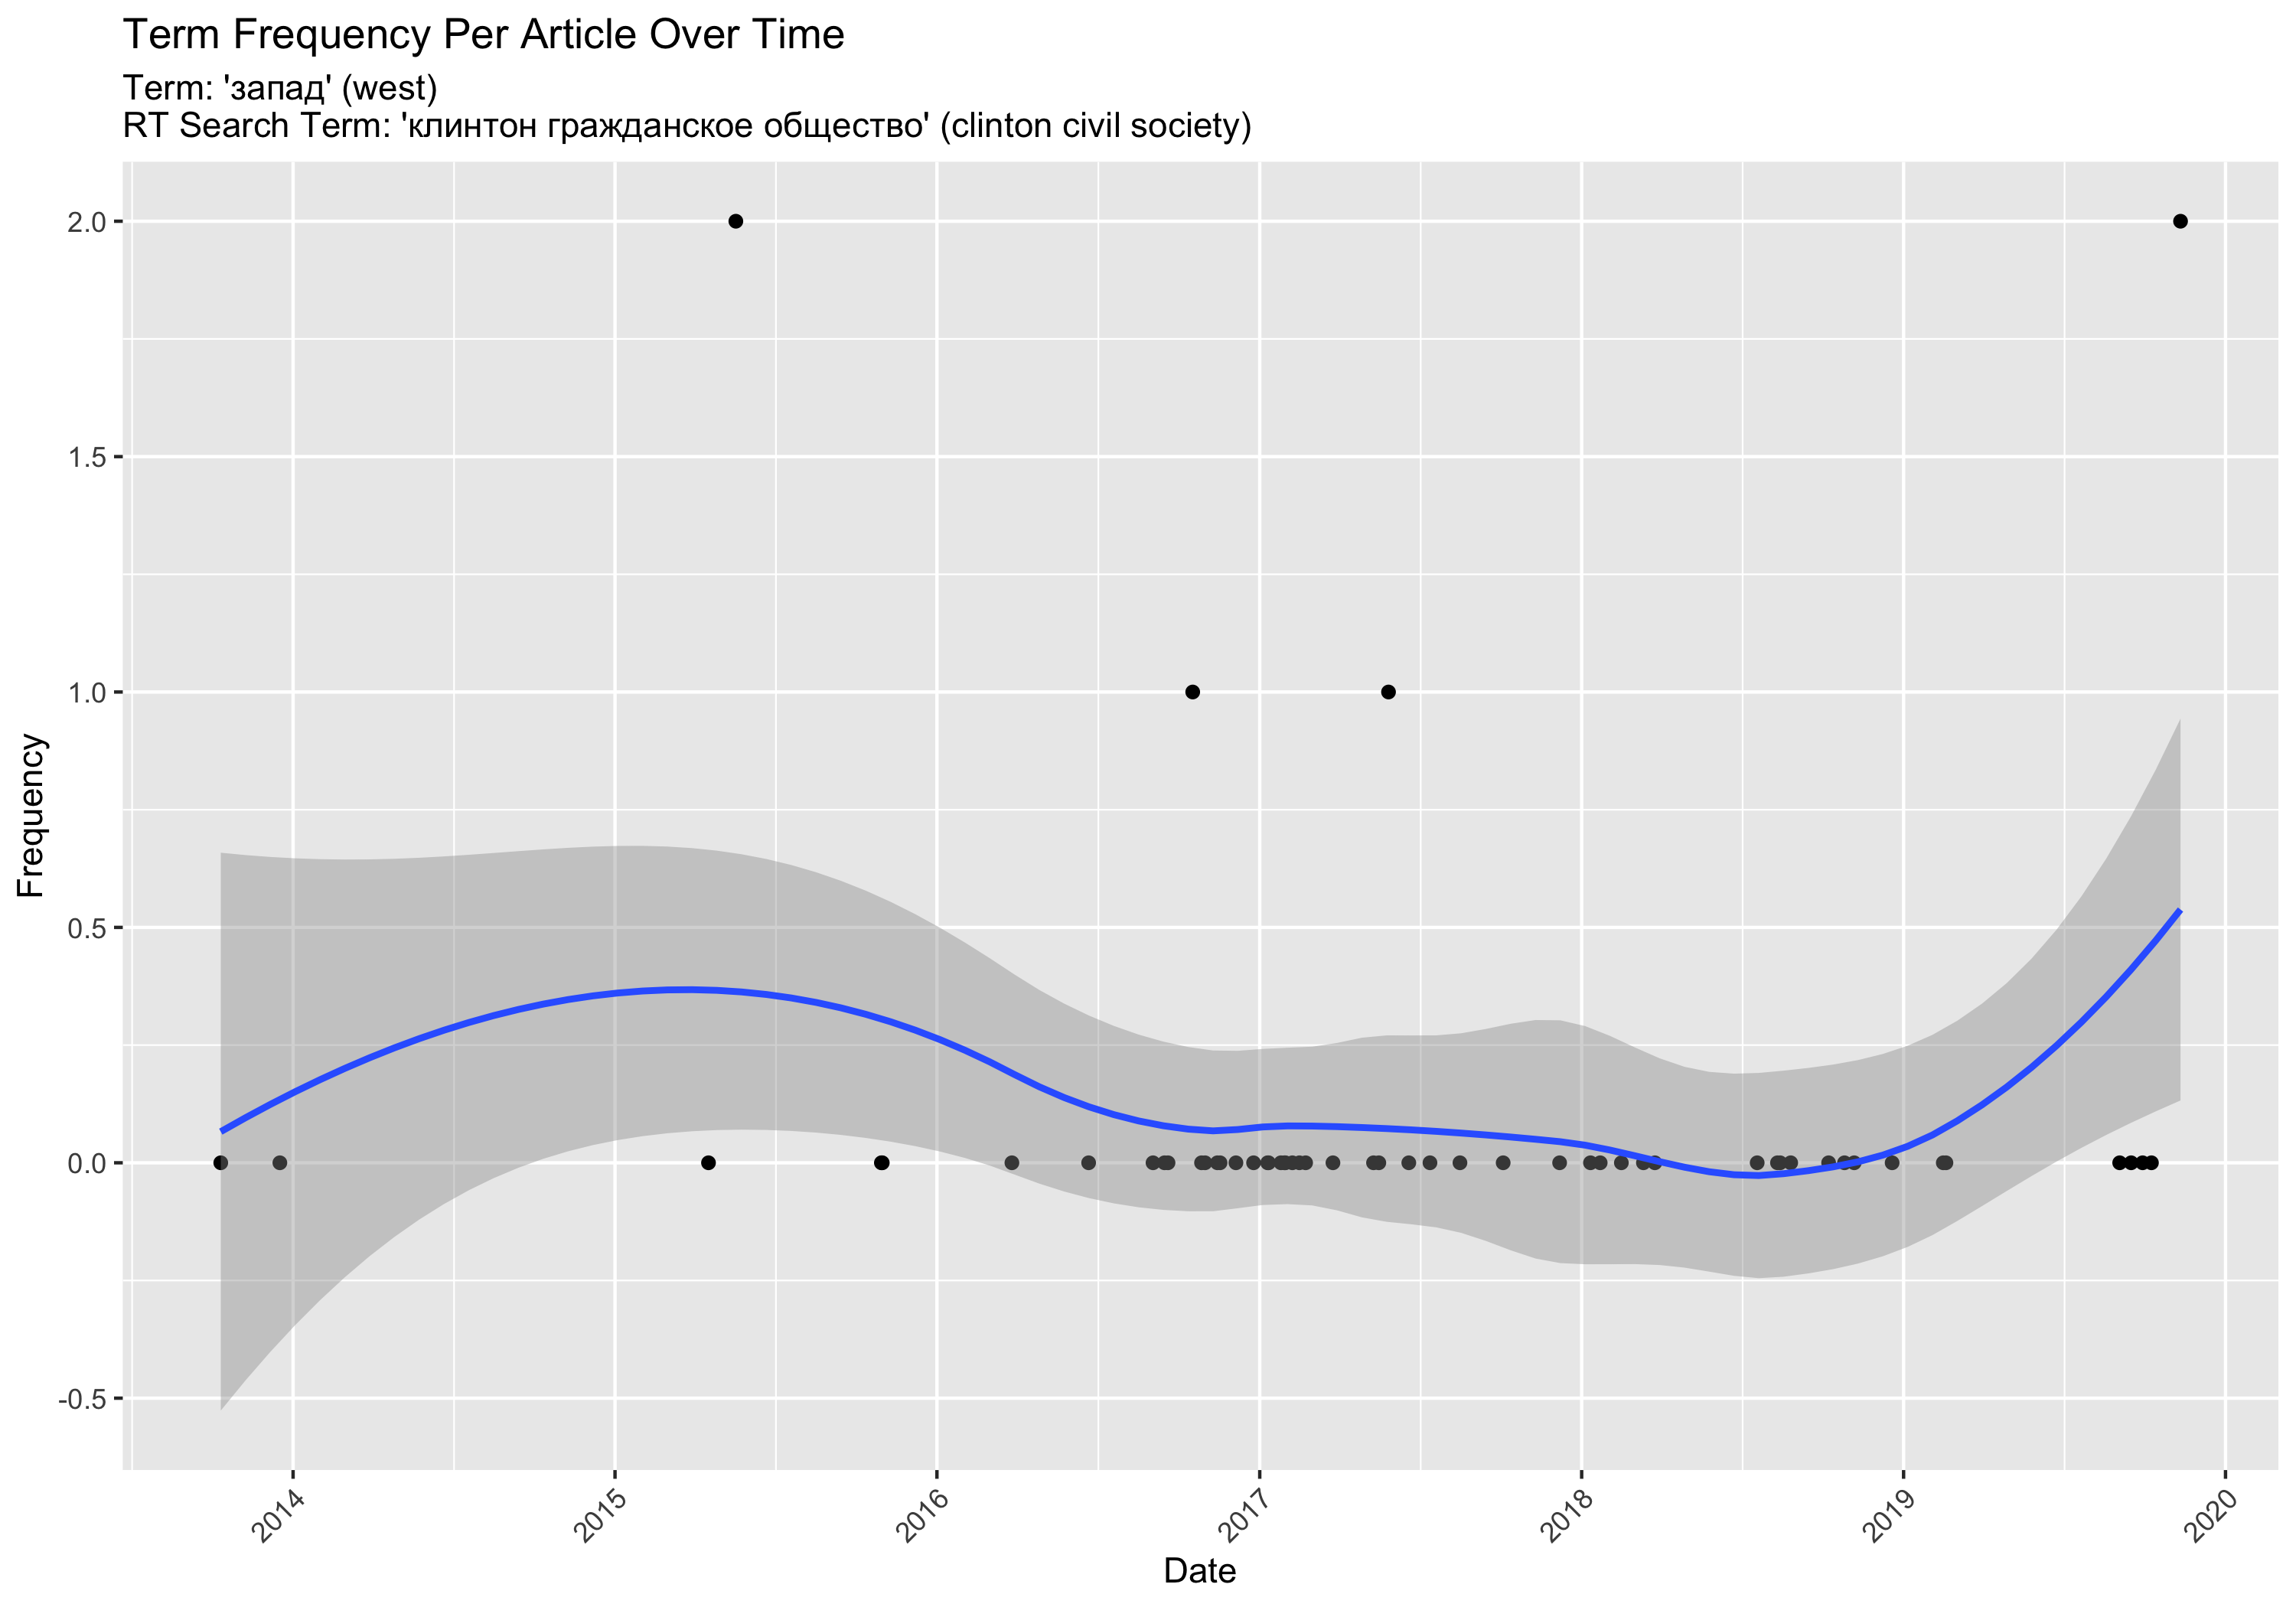 Term Frequency Per Article Over Time
Term: 'запад' (west)
RT Search Term: 'клинтон гражданское общество' (clinton civil society)
2.0
1.5
1.0
0.5
0.0
-0.5
Frequency
2014
2015
2016
2017
2018
2019
2020
Date